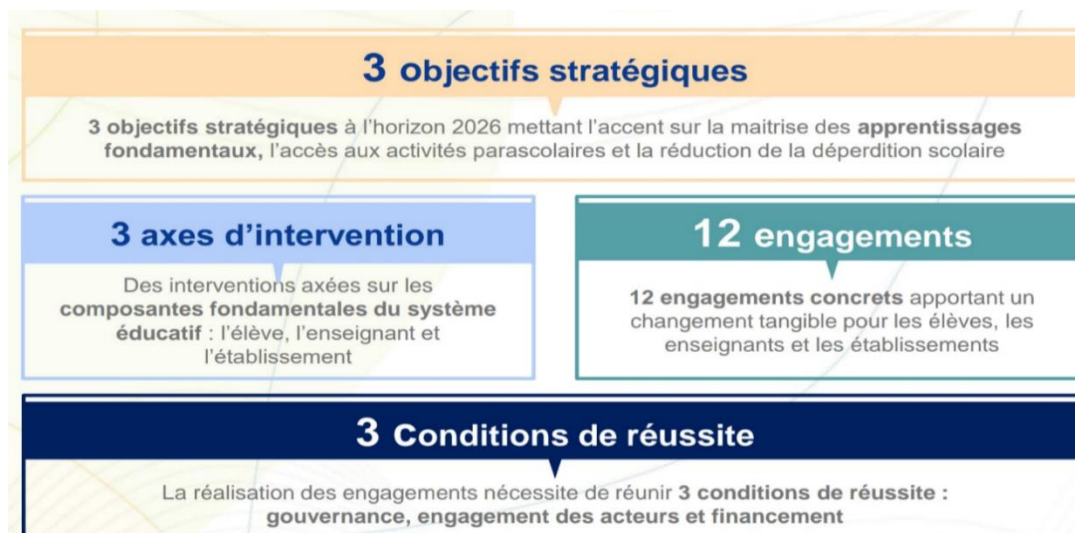 3 objectifs stratégiques
3 objectifs stratégiques à l'horizon 2026 mettant l'accent sur la maitrise des apprentissages
fondamentaux, l'accès aux activités parascolaires et la réduction de la déperdition scolaire
3 axes d'intervention
Des interventions axées sur les
composantes fondamentales du système
éducatif : l'élève, l'enseignant et
l'établissement
12 engagements
12 engagements concrets apportant un
changement tangible pour les élèves, les
enseignants et les établissements
3 Conditions de réussite
La réalisation des engagements nécessite de réunir 3 conditions de réussite :
gouvernance, engagement des acteurs et financement